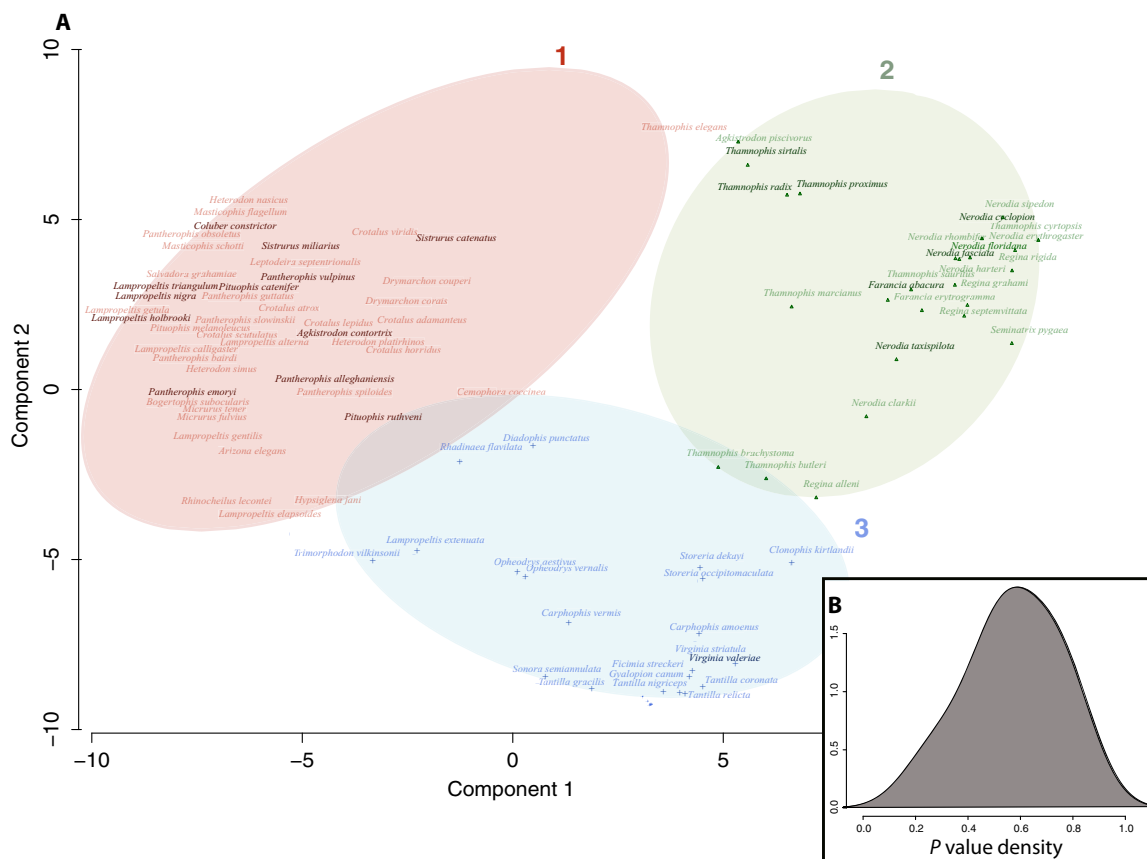 A
1
2
3
10
5
0
−5
−10
Component 2
−10
−5
0
5
Component 1
Thamnophis elegans
Agkistrodon piscivorus
Thamnophis sirtalis
Thamnophis radix
Thamnophis proximus
Heterodon nasicus
Masticophis flagellum
Coluber constrictor
Pantherophis obsoletus
Masticophis schotti
Crotalus viridis
Sistrurus catenatus
Sistrurus miliarius
Leptodeira septentrionalis
Salvadora grahamiae
Pantherophis vulpinus
Lampropeltis triangulum
Pituophis catenifer
Drymarchon couperi
Lampropeltis nigra
Pantherophis guttatus
Drymarchon corais
Lampropeltis getula
Crotalus atros
Lampropeltis holbrooki
Pantherophis slowinskii
Crotalus lepidus
Crotalus adamanteus
Pituophis melanoleucus
Crotalus scutulatus
Agkistrodon contortrix
Lampropeltis alterna
Heterodon platirhinos
Lampropeltis calligaster
Crotalus horridus
Pantherophis bairdi
Heterodon simus
Pantherophis alleghaniensis
Pantherophis emoryi
Pantherophis spiloides
Cemophora coccinea
Bogertophis subocularis
Micrurus tener
Micrurus fulvius
Pituophis ruthveni
Lampropeltis gentilis
Arizona elegans
Rhinocheilus lecontei
Hypsiglena jani
Lampropeltis elapsoides
Nerodia sipedon
Nerodia cyclopion
Thamnophis cyrtopsis
Nerodia rhombifer
Nerodia erythrogaster
Nerodia floridana
Nerodia fasciata
Regina rigida
Nerodia harteri
Thamnophis sauritus
Regina grahami
Farancia abacura
Thamnophis marcianus
Farancia erytrogramma
Regina septemvittata
Seminatrix pygaea
Nerodia taxispilota
Nerodia clarkii
Thamnophis brachystoma
Thamnophis butleri
Regina alleni
Diadophis punctatus
Rhadinaea flavilata
Lampropeltis extenuata
Trimorphodon vilkinsonii
Opheodrys aestivus
Opheodrys vernalis
Storeria dekayi
Clonophis kirtlandii
Storeria occipitomaculata
Carphophis vermis
Carphophis amoenus
Virginia striatula
Virginia valeriae
Ficimia streckeri
Sonora semiannulata
Gyalopion canum
Tantilla gracilis
Tantilla nigriceps
Tantilla coronata
Tantilla relicta
B
1.5
1.0
0.5
0.0
0.0
0.2
0.4
0.6
0.8
1.0
P value density